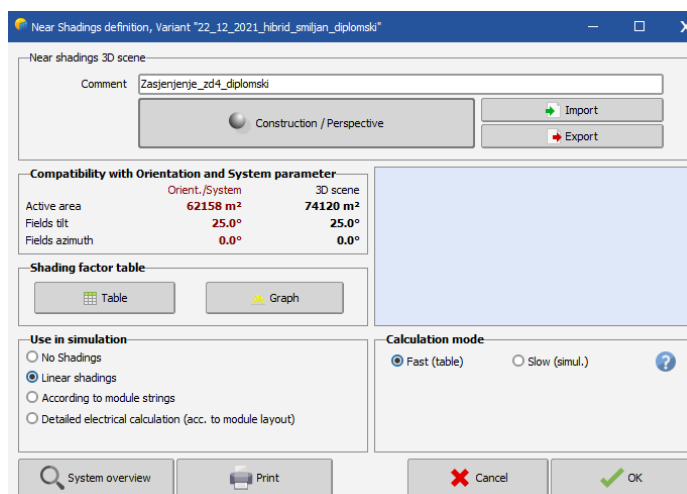 Near Shadings definition, Variant "22_12_2021_hibrid_smiljan_diplomski"
Near shadings 3D scene
Comment Zasjenjenje_zd4_diplomski
Construction / Perspective
Import
Export
Compatibility with Orientation and System parameter
Orient./System 3D scene
Active area 62158 m² 74120 m²
Fields tilt 25.0° 25.0°
Fields azimuth 0.0° 0.0°
Shading factor table
Table Graph
Use in simulation
No Shadings
Linear shadings
According to module strings
Detailed electrical calculation (acc. to module layout)
Calculation mode
Fast (table) Slow (simul.) ?
System overview Print Cancel OK